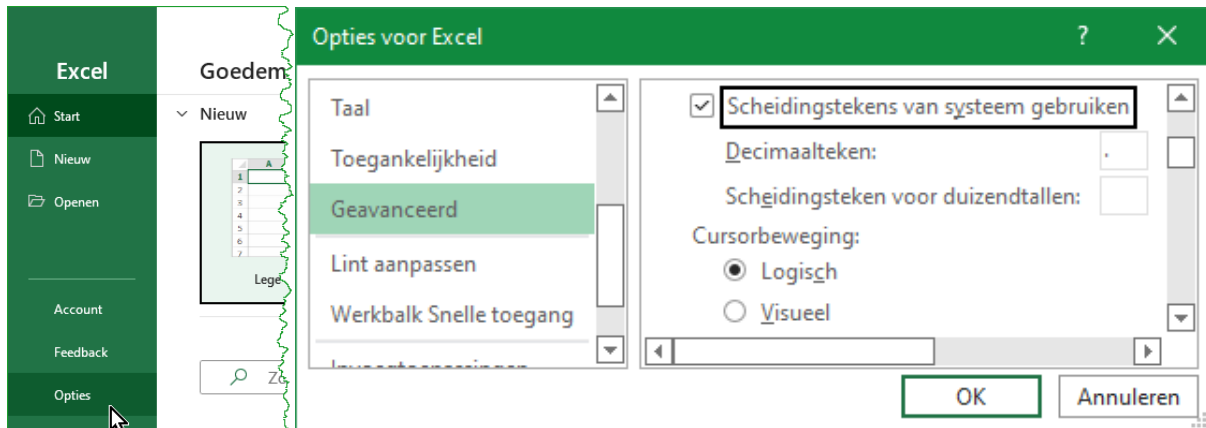 Excel
Start
Nieuw
Openen
Account
Feedback
Opties
Goedem
Nieuw
A
1
2
3
4
5
6
7
Lege
Opties voor Excel ?
Taal
Toegankelijkheid
Geavanceerd
Lint aanpassen
Werkbalk Snelle toegang
Scheidingstekens van systeem gebruiken
Decimaalteken: .
Scheidingsteken voor duizendtallen:
Cursorbeweging:
Logisch
Visueel
OK Annuleren